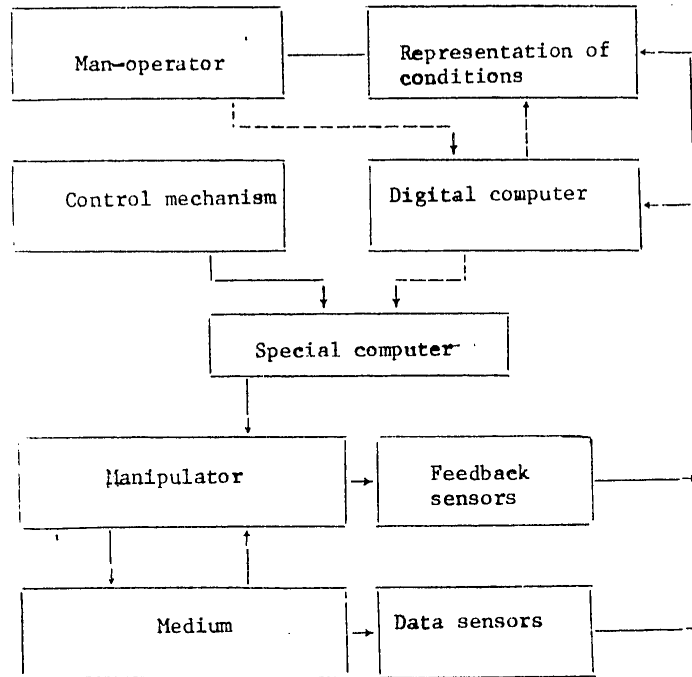 Man-operator
Representation of
conditions
Control mechanism
Digital computer
Special computer
Manipulator
Feedback
sensors
Medium
Data sensors